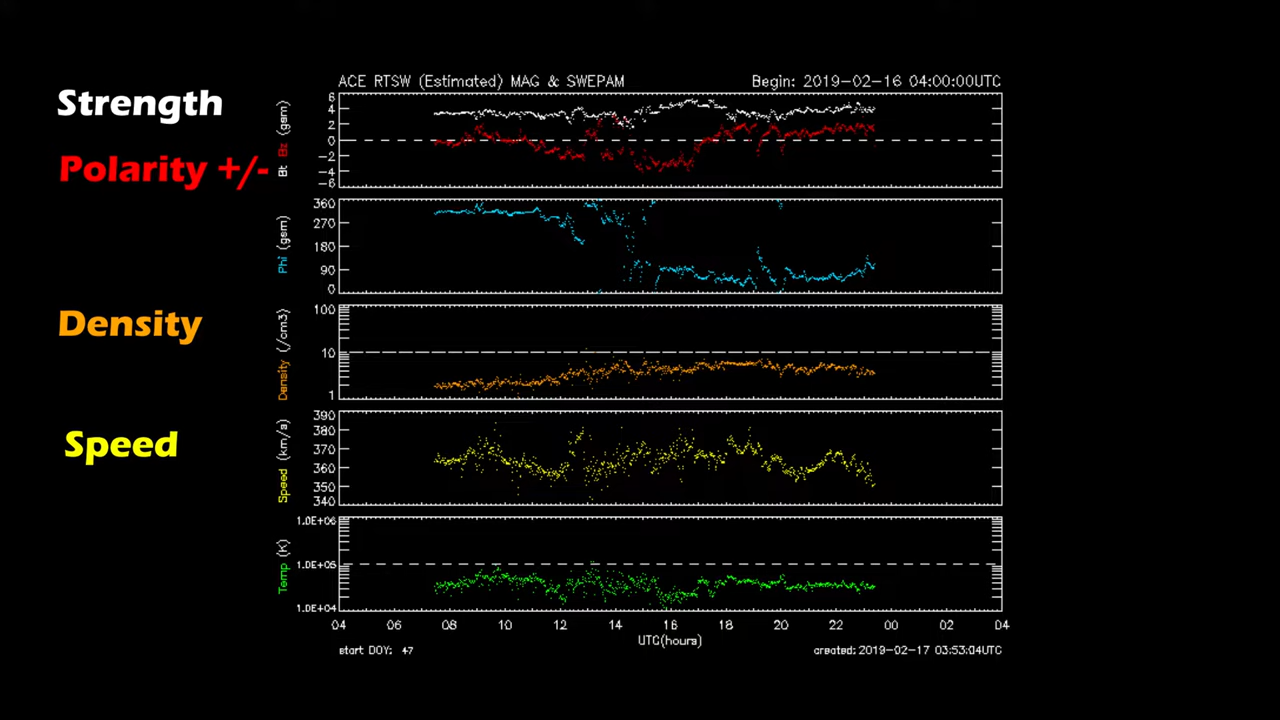 ACE RTSW (Estimated) MAG & SWEPAM
Begin: 2019-02-16 04:00:00UTC
Strength
Polarity +/-
Bt Bz (gsm)
6
4
2
0
-2
-4
-6
Phi (gsm)
360
270
180
90
0
Density
Density (/cm3)
100
10
1
Speed
Speed (km/s)
390
380
370
360
350
340
Temp (K)
1.0E+06
1.0E+05
1.0E+04
04 06 08 10 12 14 16 18 20 22 00 02 04
UTC(hours)
start DOY: 47
created:2019-02-17 03:53:04UTC